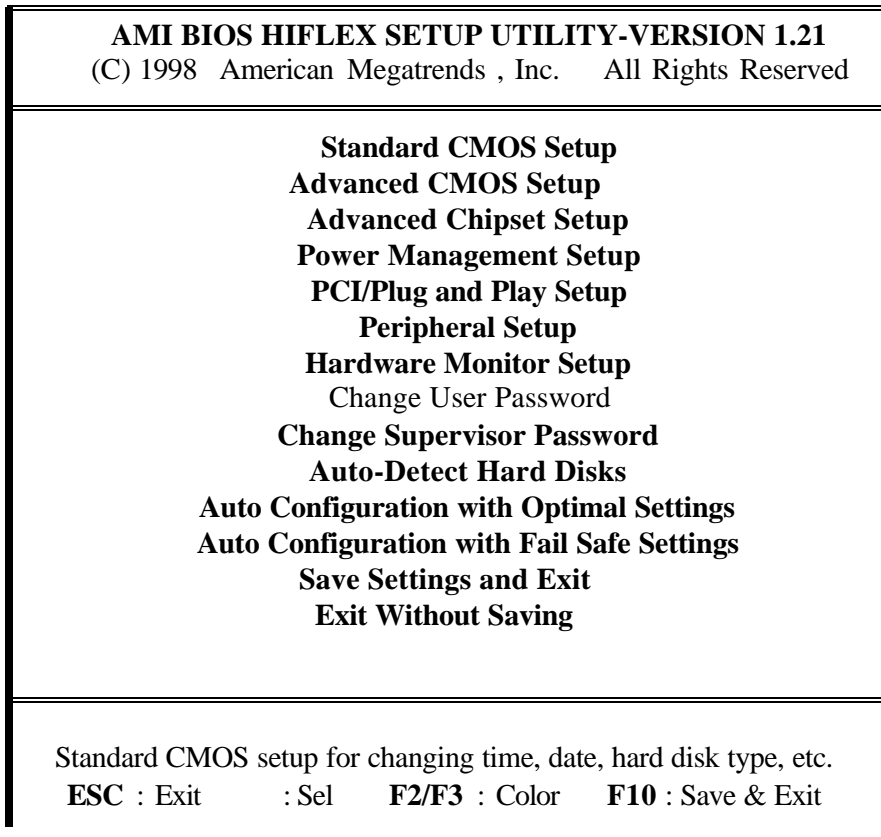 AMI BIOS HIFLEX SETUP UTILITY-VERSION 1.21
(C) 1998 American Megatrends , Inc. All Rights Reserved
Standard CMOS Setup
Advanced CMOS Setup
Advanced Chipset Setup
Power Management Setup
PCI/Plug and Play Setup
Peripheral Setup
Hardware Monitor Setup
Change User Password
Change Supervisor Password
Auto-Detect Hard Disks
Auto Configuration with Optimal Settings
Auto Configuration with Fail Safe Settings
Save Settings and Exit
Exit Without Saving
Standard CMOS setup for changing time, date, hard disk type, etc.
ESC : Exit : Sel F2/F3 : Color F10 : Save & Exit